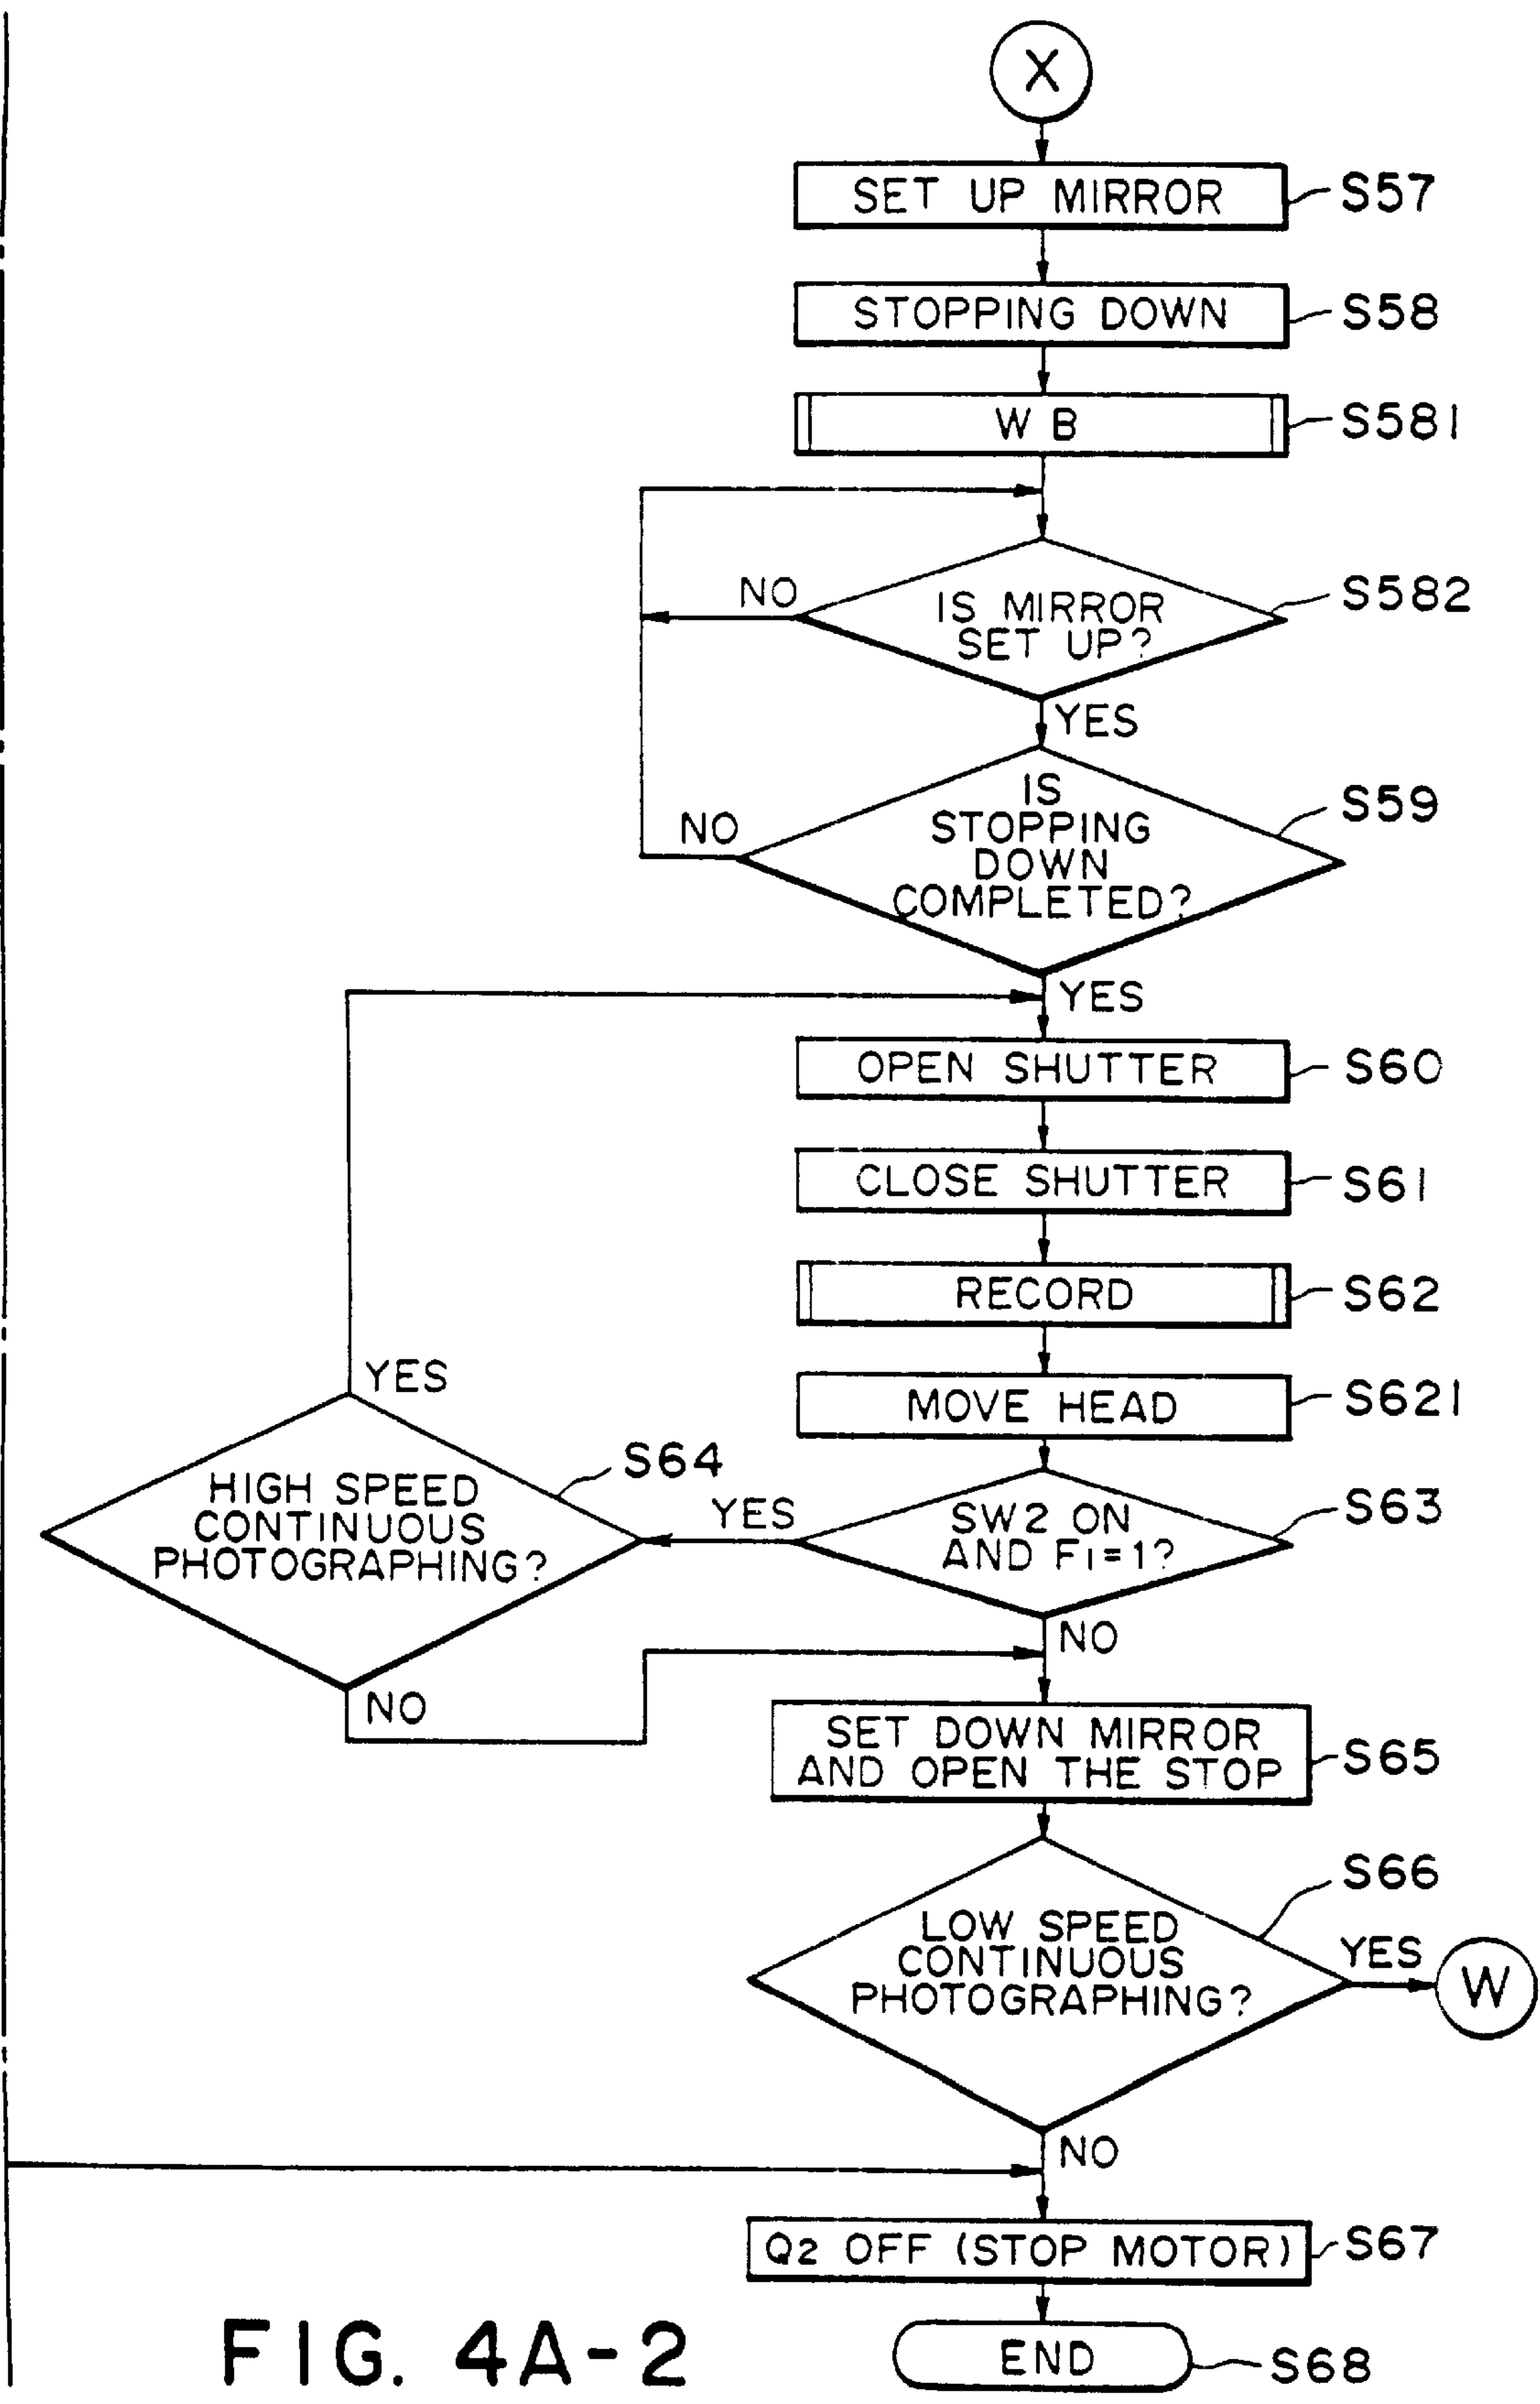 X
SET UP MIRROR
S57
STOPPING DOWN
S58
W B
S581
NO
IS MIRROR
SET UP?
S582
YES
IS
STOPPING
DOWN
COMPLETED?
S59
NO
YES
OPEN SHUTTER
S60
CLOSE SHUTTER
S61
RECORD
S62
MOVE HEAD
S621
YES
HIGH SPEED
CONTINUOUS
PHOTOGRAPHING?
S64
YES
SW2 ON
AND F1=1?
S63
NO
NO
SET DOWN MIRROR
AND OPEN THE STOP
S65
LOW SPEED
CONTINUOUS
PHOTOGRAPHING?
S66
YES
W
NO
Q2 OFF (STOP MOTOR)
S67
END
S68
FIG. 4A-2